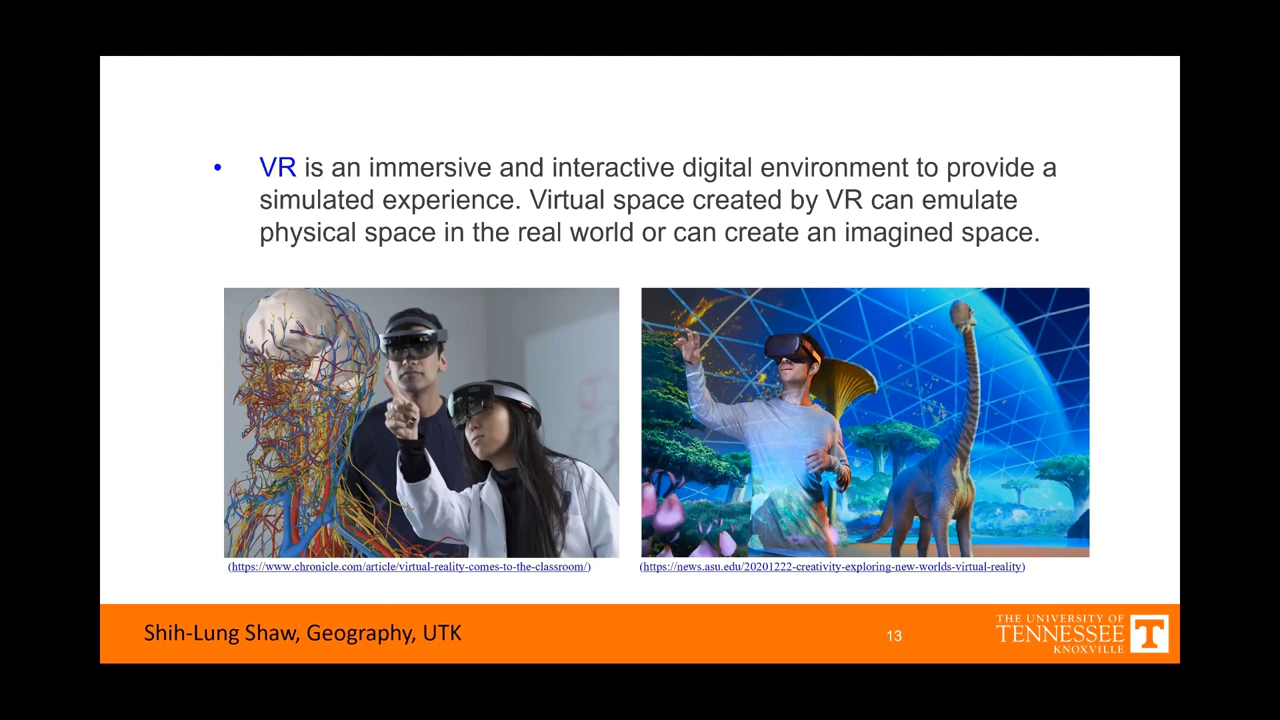 • VR is an immersive and interactive digital environment to provide a
simulated experience. Virtual space created by VR can emulate
physical space in the real world or can create an imagined space.
(https://www.chronicle.com/article/virtual-reality-comes-to-the-classroom/)
(https://news.asu.edu/20201222-creativity-exploring-new-worlds-virtual-reality)
Shih-Lung Shaw, Geography, UTK
13
THE UNIVERSITY OF
TENNESSEE
KNOXVILLE
T